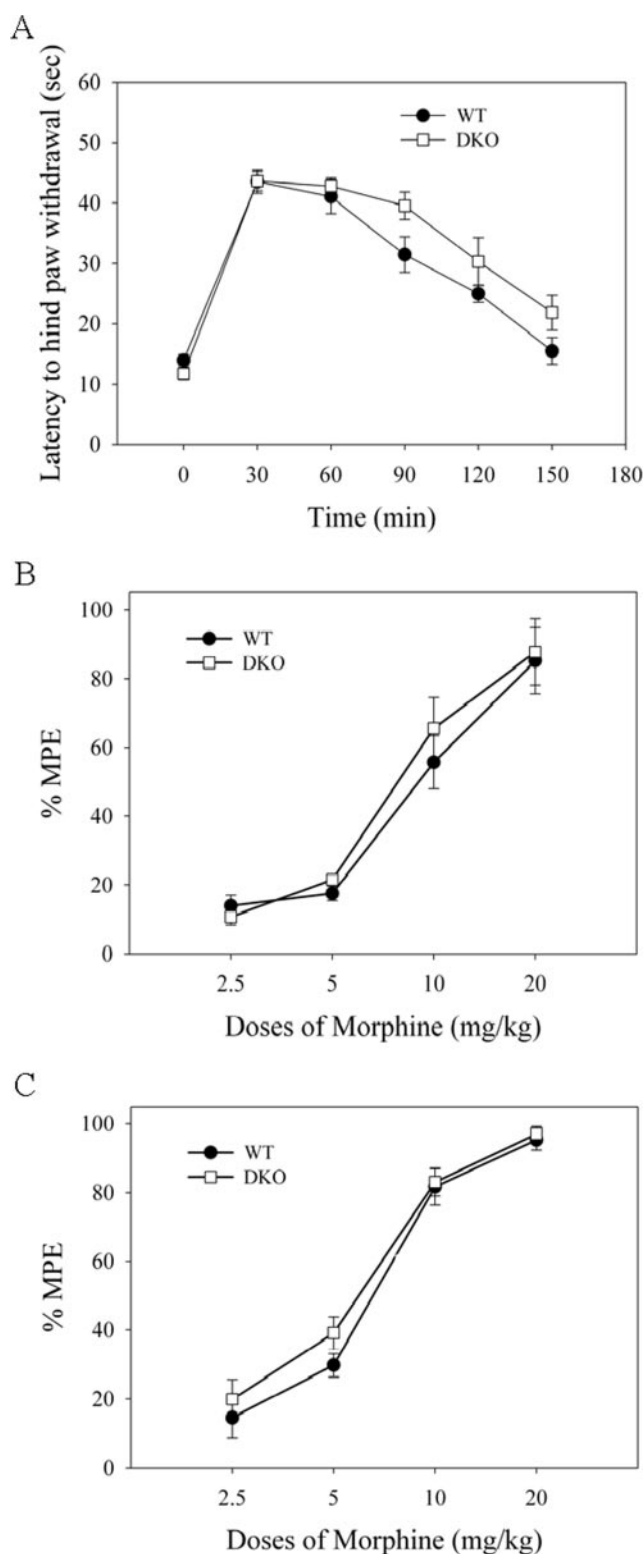 A
Latency to hind paw withdrawal (sec)
60
50
40
30
20
10
0
WT
DKO
0 30 60 90 120 150 180
Time (min)
B
% MPE
100
80
60
40
20
0
WT
DKO
2.5 5 10 20
Doses of Morphine (mg/kg)
C
% MPE
100
80
60
40
20
0
WT
DKO
2.5 5 10 20
Doses of Morphine (mg/kg)